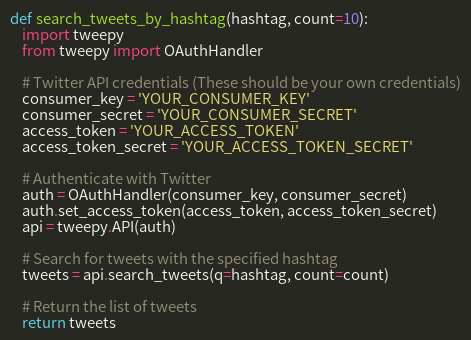 def search_tweets_by_hashtag(hashtag, count=10):
    import tweepy
    from tweepy import OAuthHandler

    # Twitter API credentials (These should be your own credentials)
    consumer_key = 'YOUR_CONSUMER_KEY'
    consumer_secret = 'YOUR_CONSUMER_SECRET'
    access_token = 'YOUR_ACCESS_TOKEN'
    access_token_secret = 'YOUR_ACCESS_TOKEN_SECRET'

    # Authenticate with Twitter
    auth = OAuthHandler(consumer_key, consumer_secret)
    auth.set_access_token(access_token, access_token_secret)
    api = tweepy.API(auth)

    # Search for tweets with the specified hashtag
    tweets = api.search_tweets(q=hashtag, count=count)

    # Return the list of tweets
    return tweets